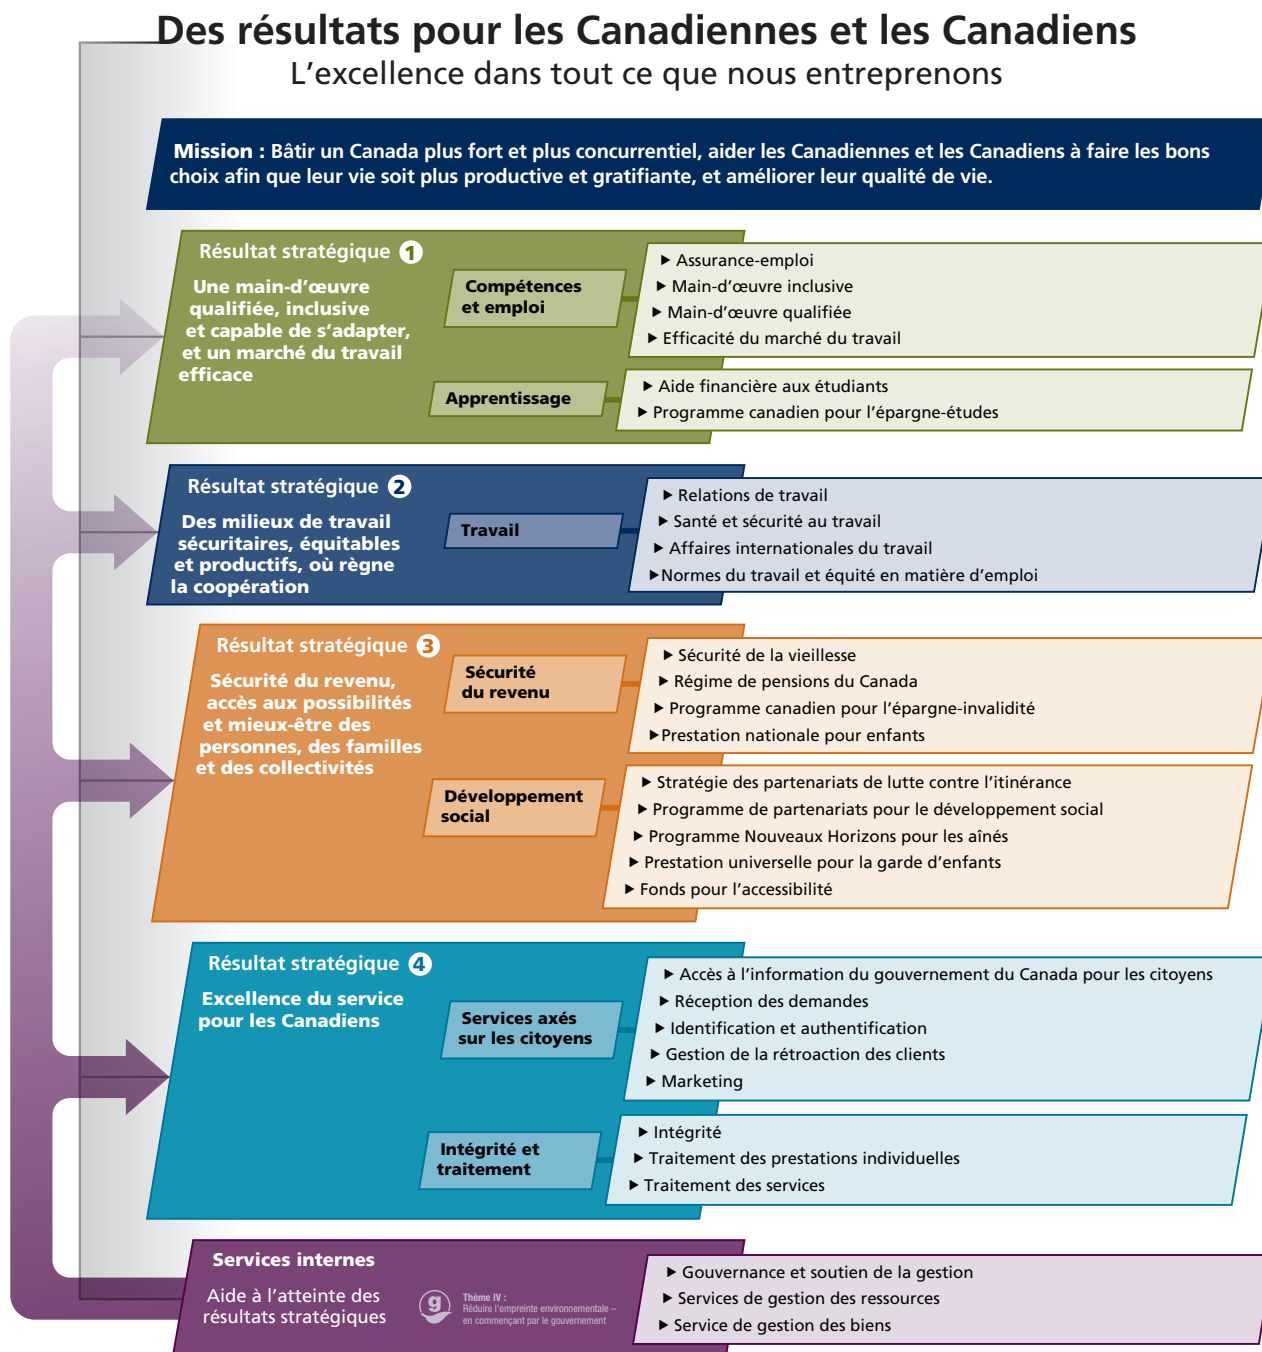 Des résultats pour les Canadiennes et les Canadiens
L’excellence dans tout ce que nous entreprenons
Mission : Bâtir un Canada plus fort et plus concurrentiel, aider les Canadiennes et les Canadiens à faire les bons
choix afin que leur vie soit plus productive et gratifiante, et améliorer leur qualité de vie.
Résultat stratégique 1
Une main-d’œuvre
qualifiée, inclusive
et capable de s’adapter,
et un marché du travail
efficace
Compétences
et emploi
▶ Assurance-emploi
▶ Main-d’œuvre inclusive
▶ Main-d’œuvre qualifiée
▶ Efficacité du marché du travail
Apprentissage
▶ Aide financière aux étudiants
▶ Programme canadien pour l’épargne-études
Résultat stratégique 2
Des milieux de travail
sécuritaires, équitables
et productifs, où règne
la coopération
Travail
▶ Relations de travail
▶ Santé et sécurité au travail
▶ Affaires internationales du travail
▶Normes du travail et équité en matière d’emploi
Résultat stratégique 3
Sécurité du revenu,
accès aux possibilités
et mieux-être des
personnes, des familles
et des collectivités
Sécurité
du revenu
▶ Sécurité de la vieillesse
▶ Régime de pensions du Canada
▶ Programme canadien pour l’épargne-invalidité
▶Prestation nationale pour enfants
Développement
social
▶ Stratégie des partenariats de lutte contre l’itinérance
▶ Programme de partenariats pour le développement social
▶ Programme Nouveaux Horizons pour les aînés
▶ Prestation universelle pour la garde d’enfants
▶ Fonds pour l’accessibilité
Résultat stratégique 4
Excellence du service
pour les Canadiens
Services axés
sur les citoyens
▶ Accès à l’information du gouvernement du Canada pour les citoyens
▶ Réception des demandes
▶ Identification et authentification
▶ Gestion de la rétroaction des clients
▶ Marketing
Intégrité et
traitement
▶ Intégrité
▶ Traitement des prestations individuelles
▶ Traitement des services
Services internes
Aide à l’atteinte des
résultats stratégiques
g
Thème IV :
Réduire l’empreinte environnementale –
en commençant par le gouvernement
▶ Gouvernance et soutien de la gestion
▶ Services de gestion des ressources
▶ Service de gestion des biens